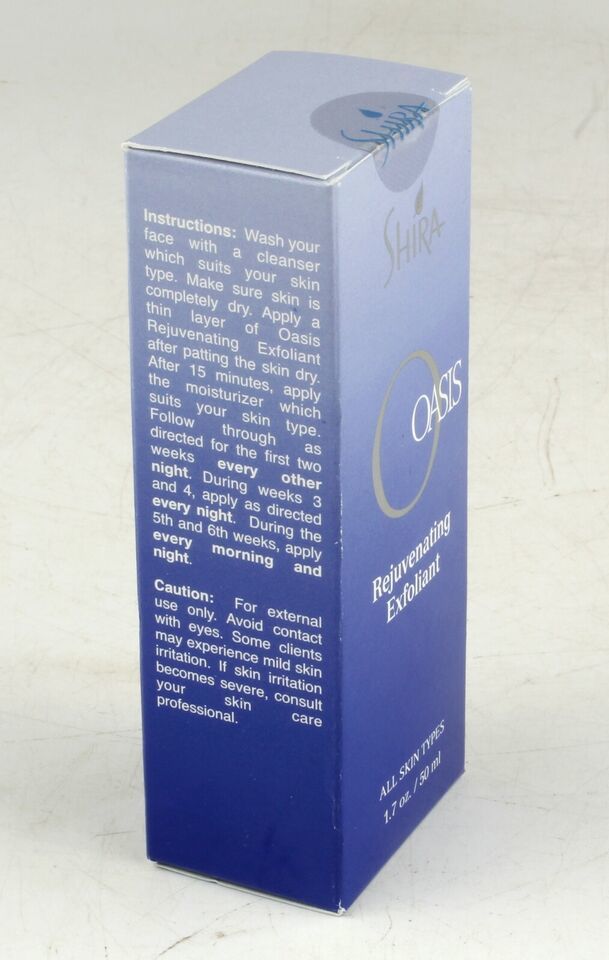 SHIRA
Instructions: Wash your
face with a cleanser
which suits your skin
type. Make sure skin is
completely dry. Apply a
thin layer of Oasis
Rejuvenating Exfoliant
after patting the skin dry.
After 15 minutes, apply
the moisturizer which
suits your skin type.
Follow through as
directed for the first two
weeks every other
night. During weeks 3
and 4, apply as directed
every night. During the
5th and 6th weeks, apply
every morning and
night.
Caution: For external
use only. Avoid contact
with eyes. Some clients
may experience mild skin
irritation. If skin irritation
becomes severe, consult
your skin care
professional.
SHIRA
OASIS
Rejuvenating
Exfoliant
ALL SKIN TYPES
1.7 oz. / 50 ml